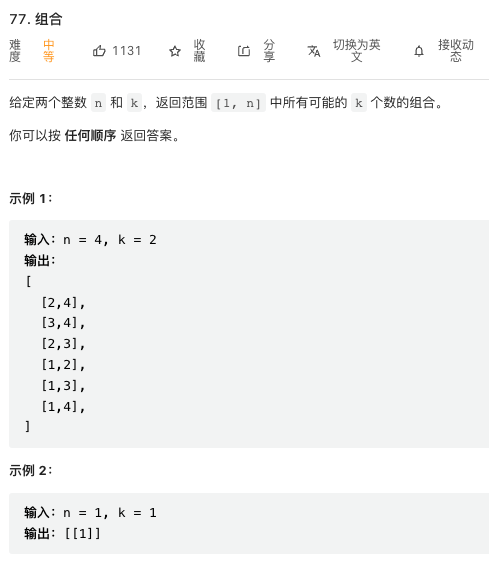 77. 组合
难度 中等 1131 收藏 分享 切换为英文 接收动态
给定两个整数 n 和 k，返回范围 [1, n] 中所有可能的 k 个数的组合。
你可以按 任何顺序 返回答案。
示例 1：
输入：n = 4, k = 2
输出：
[
  [2,4],
  [3,4],
  [2,3],
  [1,2],
  [1,3],
  [1,4],
]
示例 2：
输入：n = 1, k = 1
输出：[[1]]